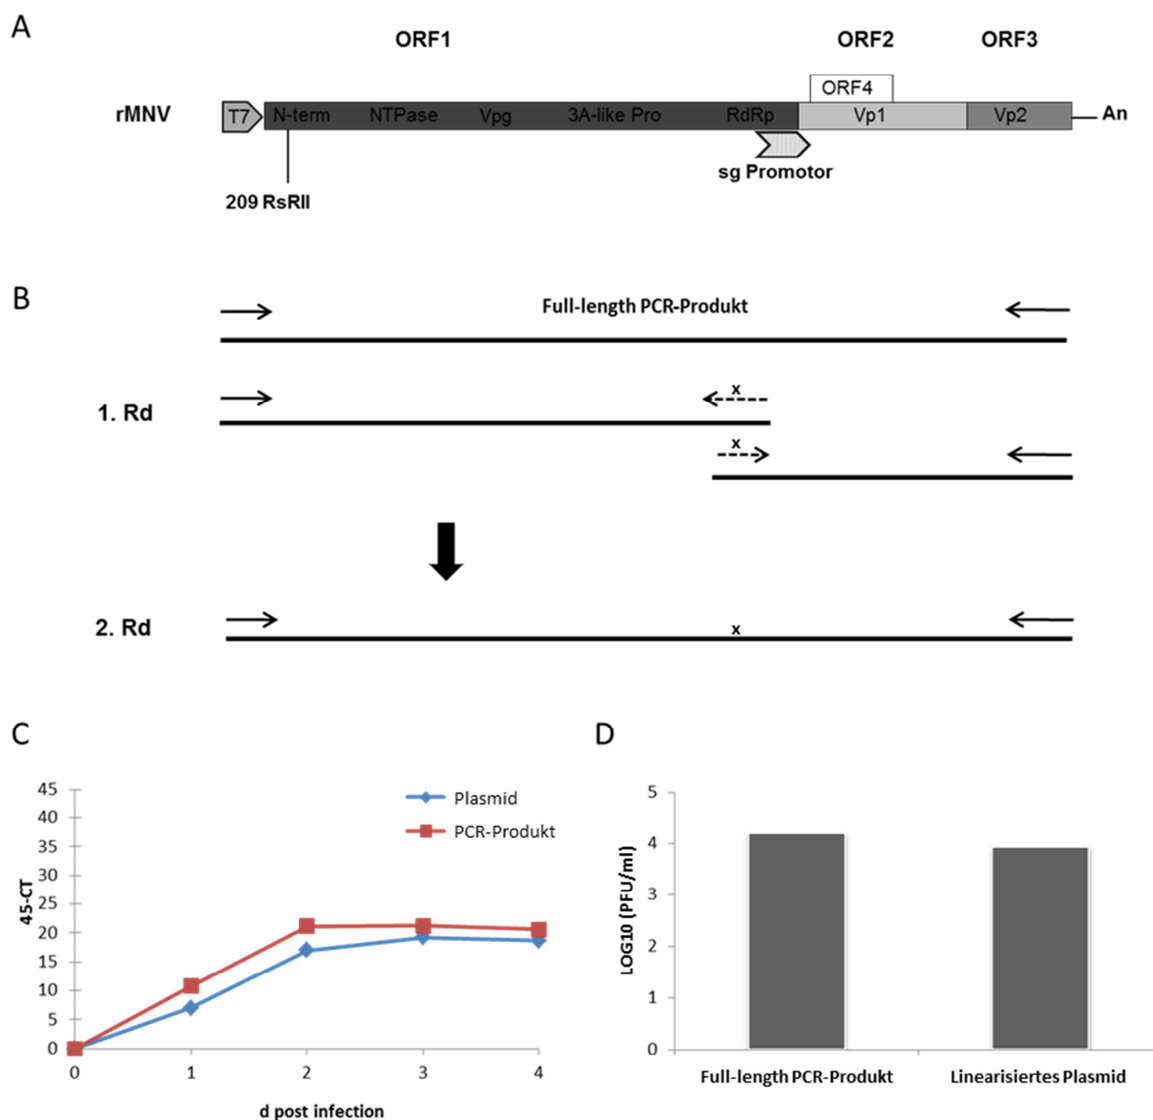 A
ORF1 ORF2 ORF3
ORF4
rMNV T7 N-term NTPase Vpg 3A-like Pro RdRp Vp1 Vp2 An
sg Promotor
209 RsRII
B
Full-length PCR-Produkt
x
1. Rd
x
2. Rd
x
C
D
45
40
35
30
25
20
15
10
5
0
45-CT
Plasmid
PCR-Produkt
0 1 2 3 4
d post infection
5
4
3
2
1
0
LOG10 (PFU/ml)
Full-length PCR-Produkt Linearisiertes Plasmid